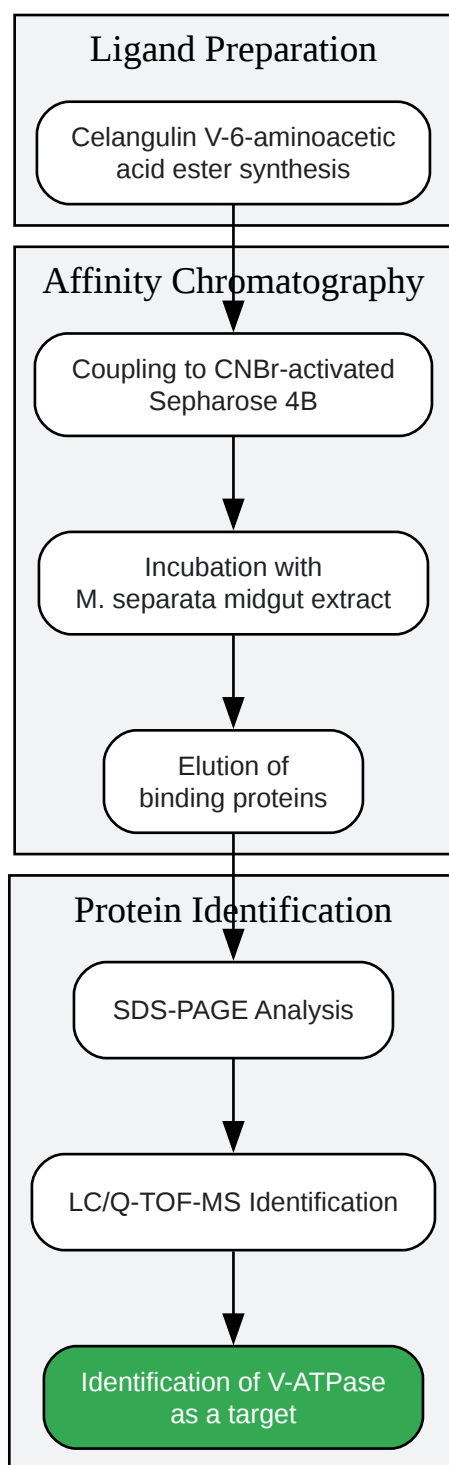 Ligand Preparation
Celangulin V-6-aminoacetic
acid ester synthesis
Affinity Chromatography
Coupling to CNBr-activated
Sepharose 4B
Incubation with
M. separata midgut extract
Elution of
binding proteins
Protein Identification
SDS-PAGE Analysis
LC/Q-TOF-MS Identification
Identification of V-ATPase
as a target